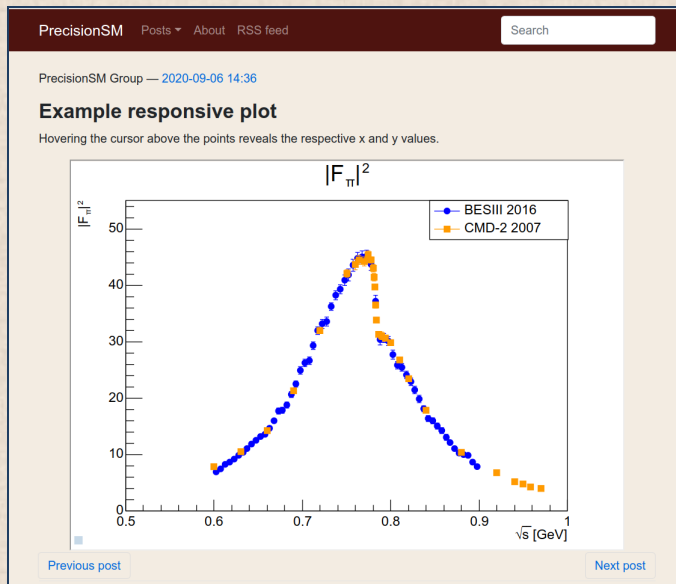 PrecisionSM Posts About RSS feed Search
PrecisionSM Group — 2020-09-06 14:36
Example responsive plot
Hovering the cursor above the points reveals the respective x and y values.
|F π|²
|F π|²
BESIII 2016
CMD-2 2007
50
40
30
20
10
0
0.5 0.6 0.7 0.8 0.9 1
√s [GeV]
Previous post Next post